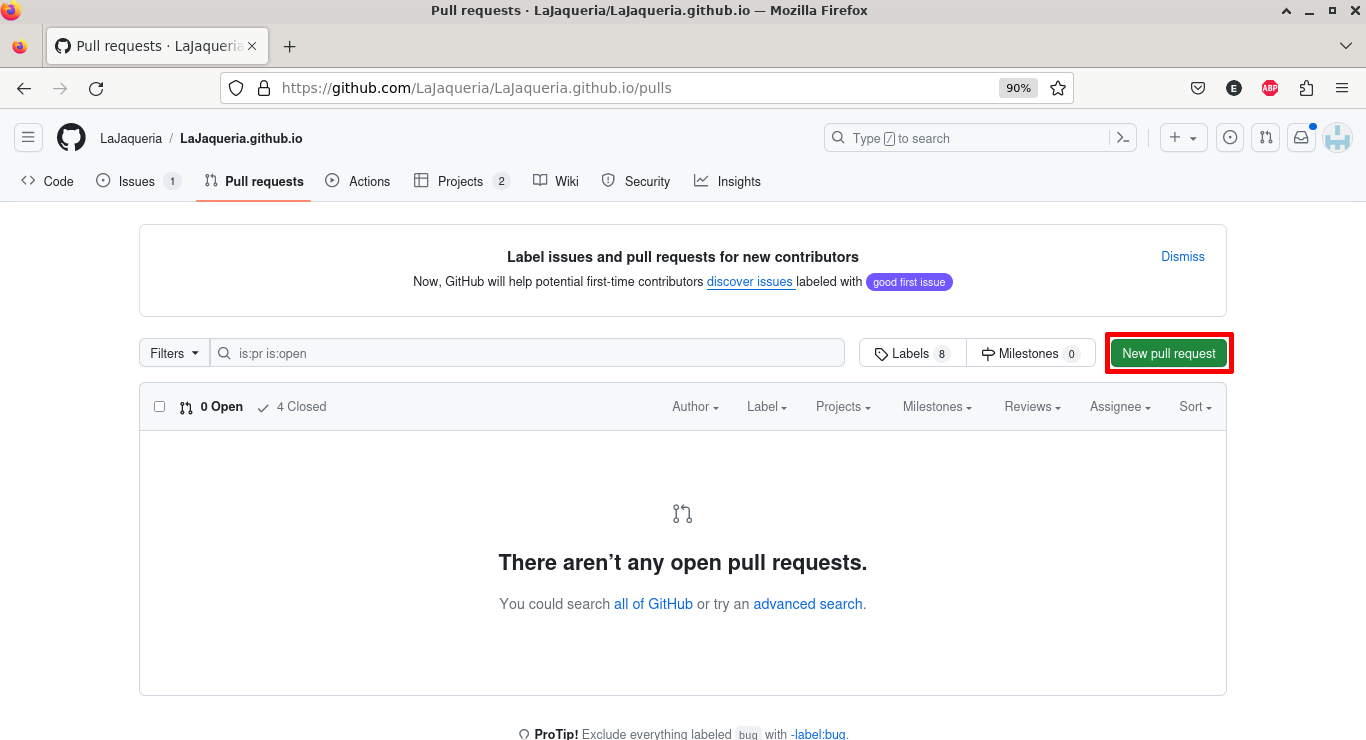 Pull requests · LaJaqueria/LaJaqueria.github.io — Mozilla Firefox
Pull requests · LaJaqueria
https://github.com/LaJaqueria/LaJaqueria.github.io/pulls 90% E ABP
LaJaqueria / LaJaqueria.github.io Type / to search
Code Issues 1 Pull requests Actions Projects 2 Wiki Security Insights
Label issues and pull requests for new contributors Dismiss
Now, GitHub will help potential first-time contributors discover issues labeled with good first issue
Filters is:pr is:open Labels 8 Milestones 0 New pull request
0 Open 4 Closed Author Label Projects Milestones Reviews Assignee Sort
There aren’t any open pull requests.
You could search all of GitHub or try an advanced search.
ProTip! Exclude everything labeled bug with -label:bug.